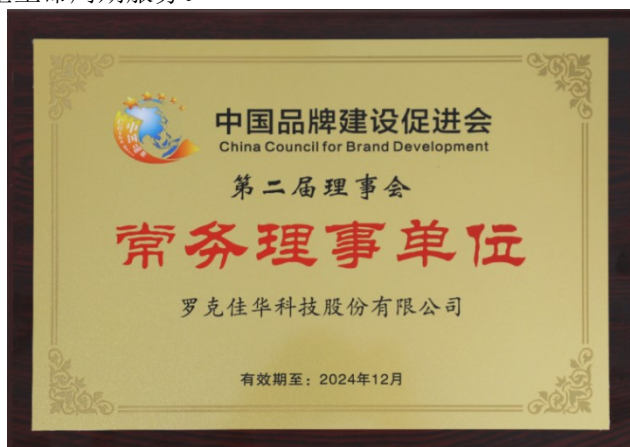 中国品牌建设促进会
China Council for Brand Development
第二届理事会
常务理事单位
罗克佳华科技股份有限公司
有效期至：2024年12月